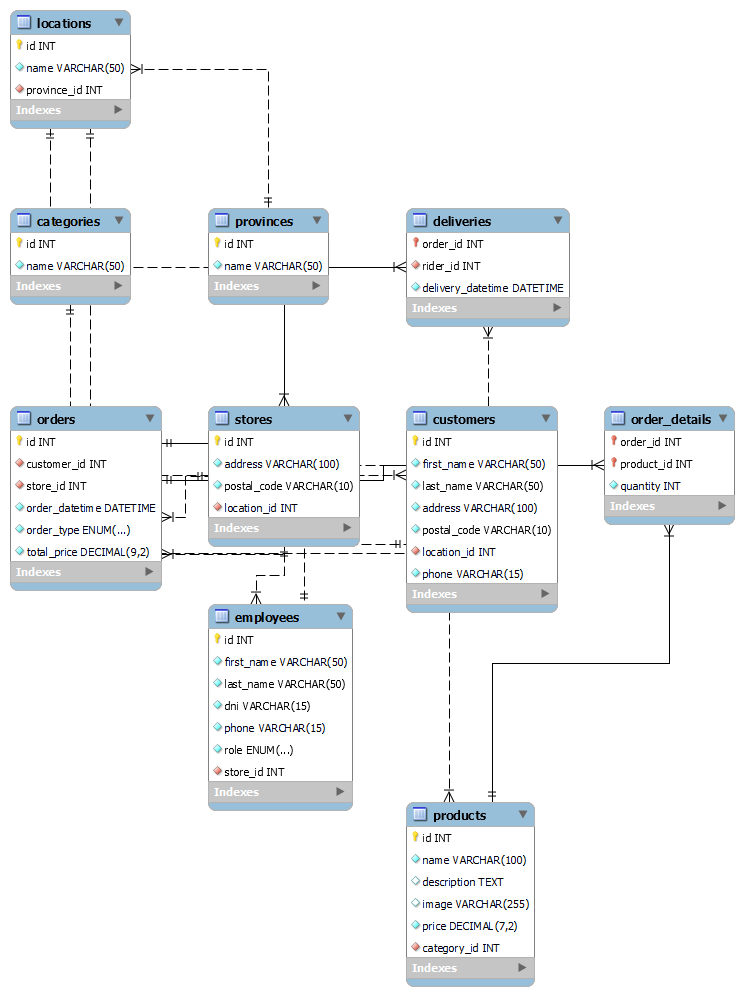 locations
id INT
name VARCHAR(50)
province_id INT
Indexes
categories
id INT
name VARCHAR(50)
Indexes
provinces
id INT
name VARCHAR(50)
Indexes
deliveries
order_id INT
rider_id INT
delivery_datetime DATETIME
Indexes
orders
id INT
customer_id INT
store_id INT
order_datetime DATETIME
order_type ENUM(...)
total_price DECIMAL(9,2)
Indexes
stores
id INT
address VARCHAR(100)
postal_code VARCHAR(10)
location_id INT
Indexes
customers
id INT
first_name VARCHAR(50)
last_name VARCHAR(50)
address VARCHAR(100)
postal_code VARCHAR(10)
location_id INT
phone VARCHAR(15)
Indexes
order_details
order_id INT
product_id INT
quantity INT
Indexes
employees
id INT
first_name VARCHAR(50)
last_name VARCHAR(50)
dni VARCHAR(15)
phone VARCHAR(15)
role ENUM(...)
store_id INT
Indexes
products
id INT
name VARCHAR(100)
description TEXT
image VARCHAR(255)
price DECIMAL(7,2)
category_id INT
Indexes